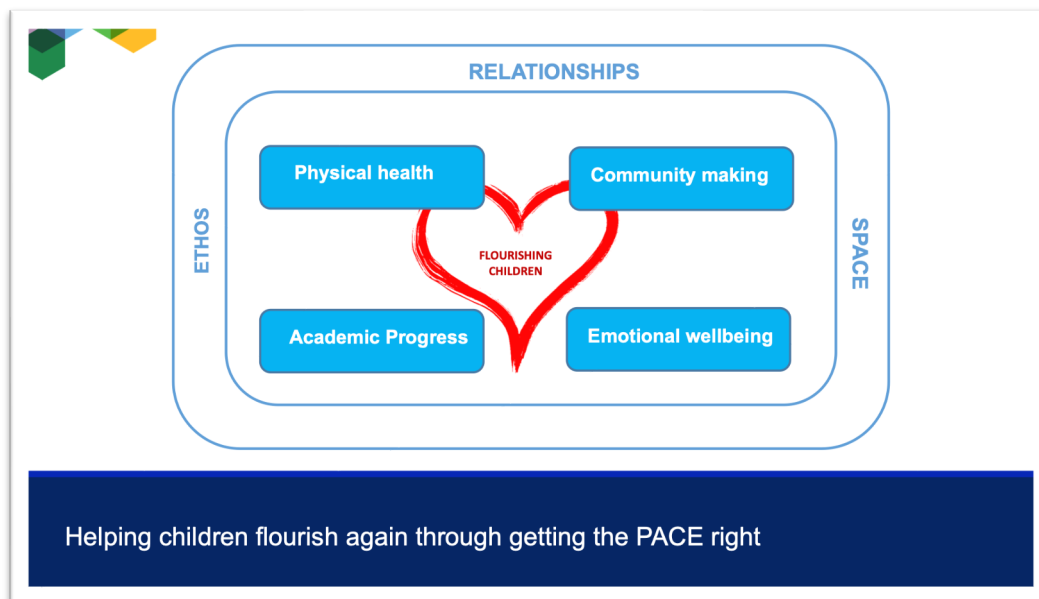 RELATIONSHIPS
ETHOS
SPACE
Physical health
Community making
FLOURISHING
CHILDREN
Academic Progress
Emotional wellbeing
Helping children flourish again through getting the PACE right